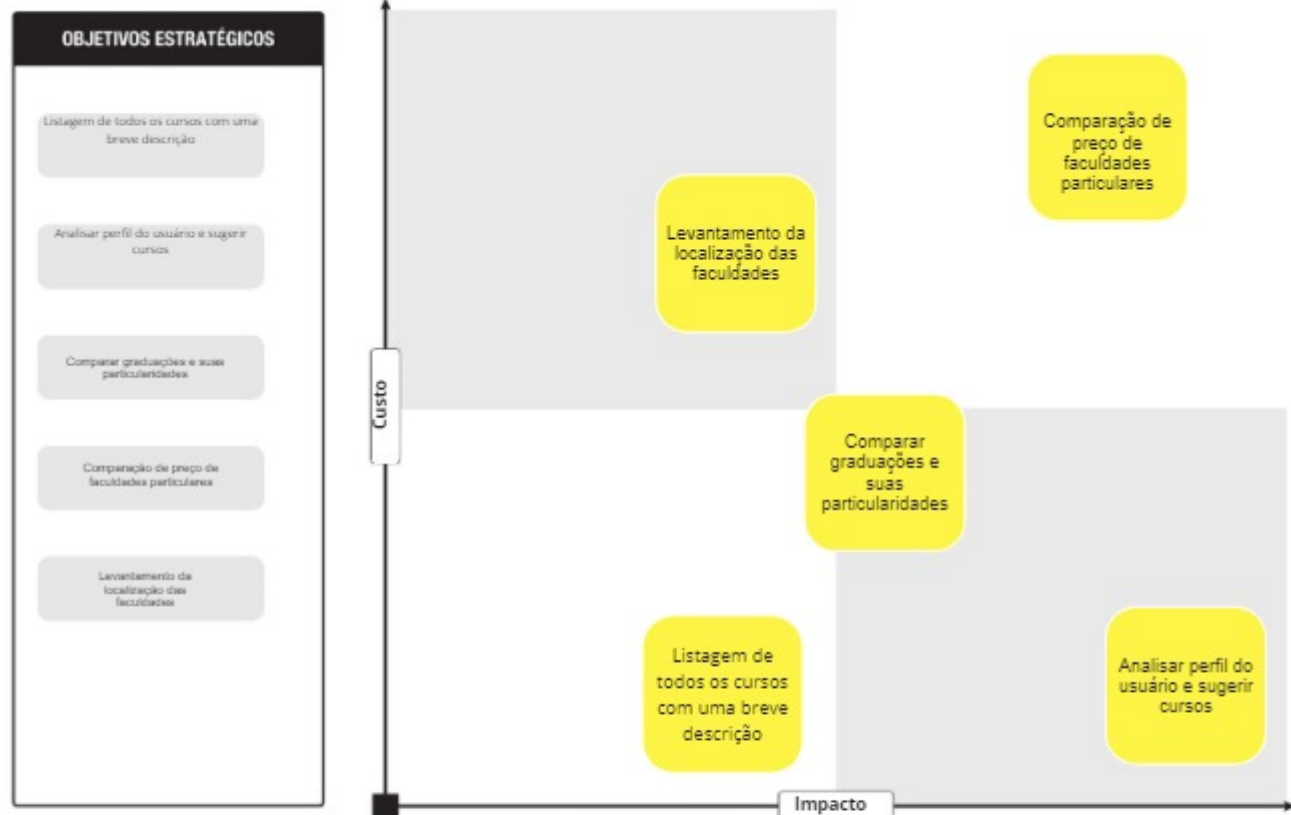 OBJETIVOS ESTRATÉGICOS
Listagem de todos os cursos com uma
breve descrição
Analisar perfil do usuário e sugerir
cursos
Comparar graduações e suas
particularidades
Comparação de preço de
faculdades particulares
Levantamento da
localização das
faculdades
Custo
Comparação de
preço de
faculdades
particulares
Levantamento da
localização das
faculdades
Comparar
graduações e
suas
particularidades
Listagem de
todos os cursos
com uma breve
descrição
Analisar perfil do
usuário e sugerir
cursos
Impacto